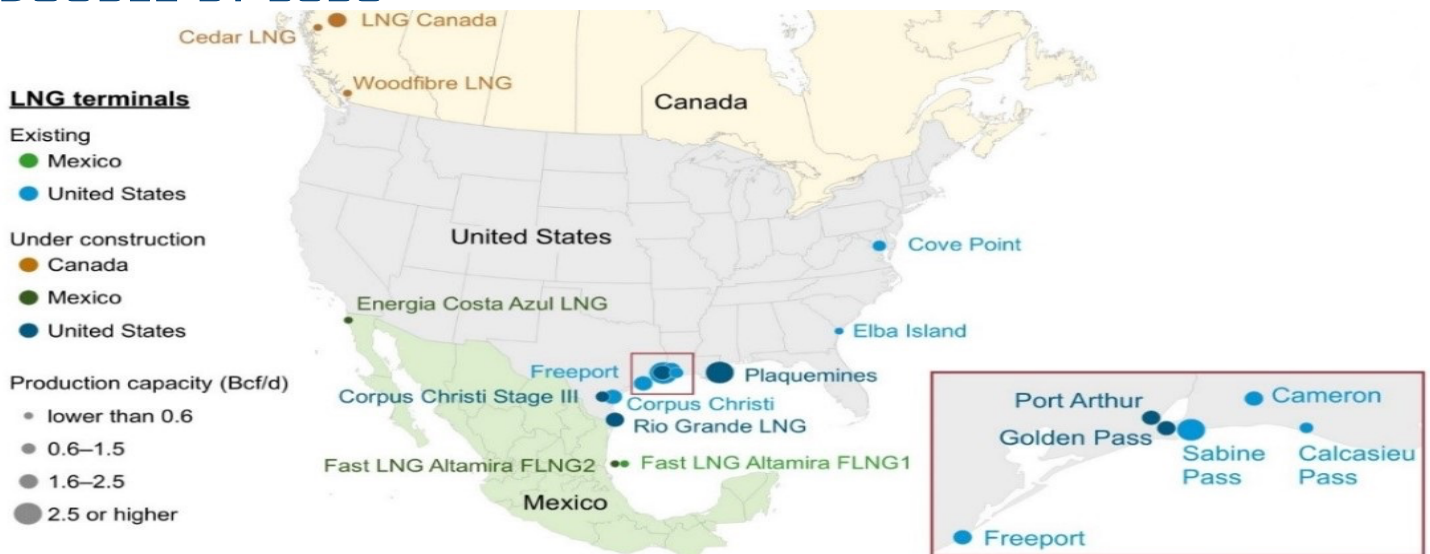 LNG Canada
Cedar LNG
Woodfibre LNG
Canada
LNG terminals
Existing
Mexico
United States
Under construction
Canada
Mexico
United States
Production capacity (Bcf/d)
lower than 0.6
0.6–1.5
1.6–2.5
2.5 or higher
United States
Cove Point
Energia Costa Azul LNG
Elba Island
Freeport
Plaquemines
Corpus Christi Stage III
Corpus Christi
Rio Grande LNG
Fast LNG Altamira FLNG2
Fast LNG Altamira FLNG1
Mexico
Port Arthur
Cameron
Golden Pass
Sabine
Pass
Calcasieu
Pass
Freeport